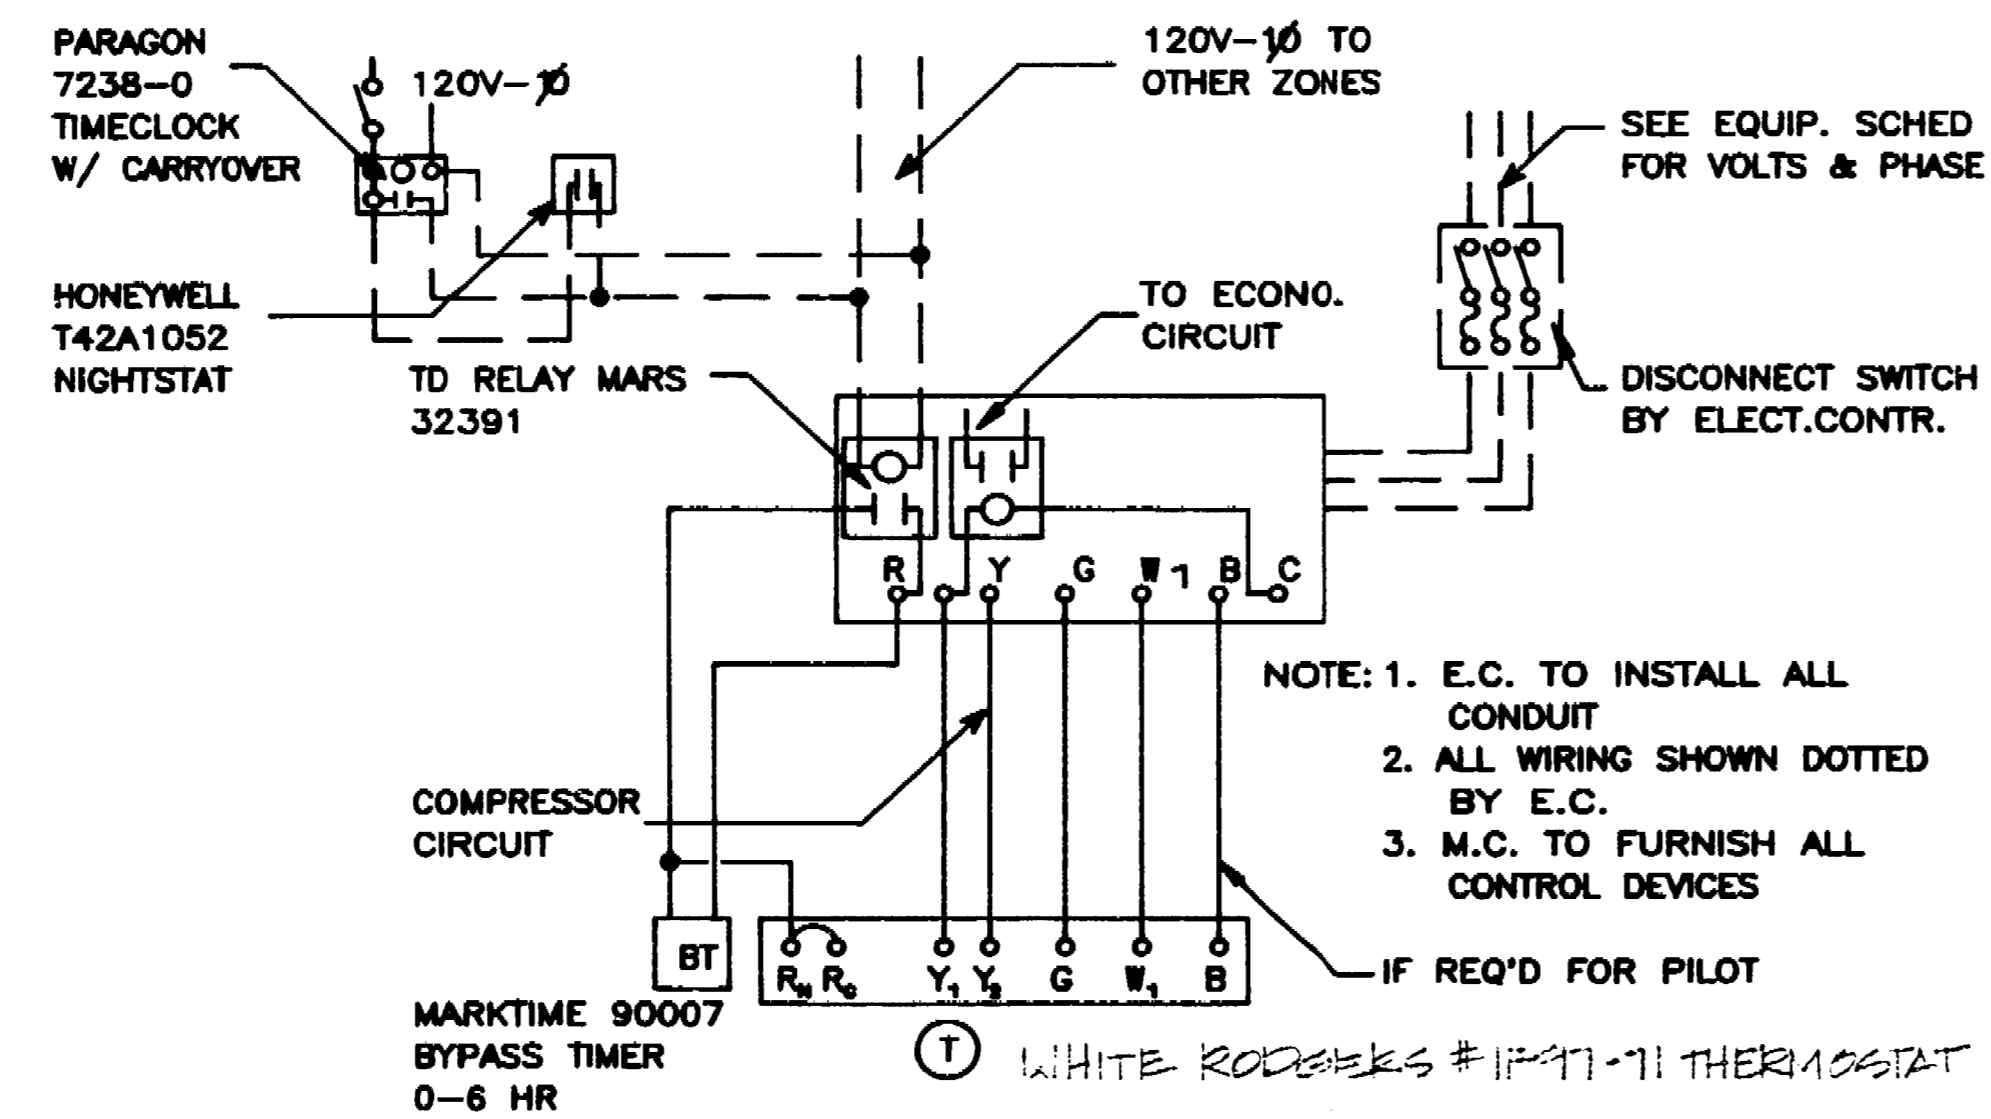 PARAGON
7238-0
TIMECLOCK
W/ CARRYOVER
120V-1Ø
120V-1Ø TO
OTHER ZONES
SEE EQUIP. SCHED
FOR VOLTS & PHASE
HONEYWELL
T42A1052
NIGHTSTAT
TD RELAY MARS
32391
TO ECONO.
CIRCUIT
DISCONNECT SWITCH
BY ELECT.CONTR.
R Y G W1 B C
NOTE: 1. E.C. TO INSTALL ALL
CONDUIT
2. ALL WIRING SHOWN DOTTED
BY E.C.
3. M.C. TO FURNISH ALL
CONTROL DEVICES
COMPRESSOR
CIRCUIT
IF REQ'D FOR PILOT
BT
RH RC Y1 Y2 G W1 B
MARKTIME 90007
BYPASS TIMER
0-6 HR
T WHITE RODGERS THERMOSTAT